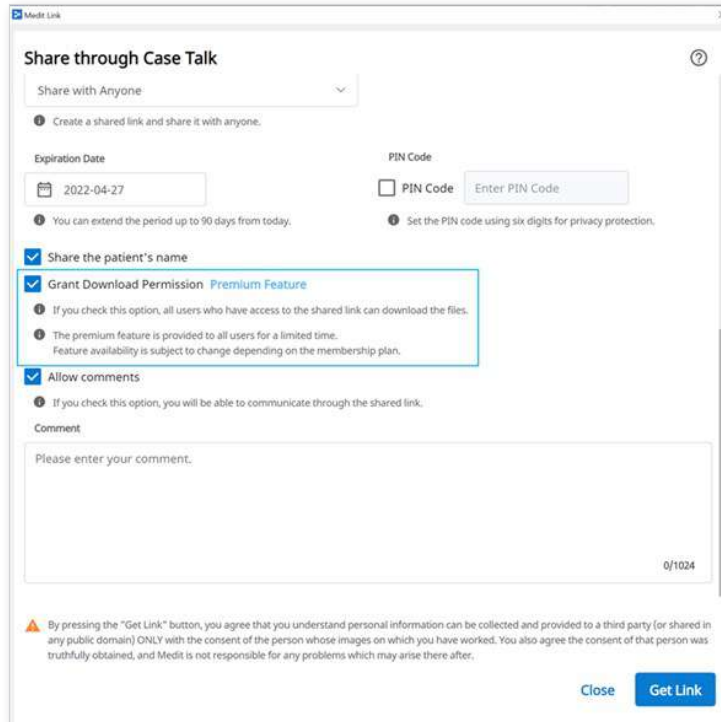 Medit Link
Share through Case Talk
Share with Anyone
Create a shared link and share it with anyone.
Expiration Date
PIN Code
2022-04-27
PIN Code
Enter PIN Code
You can extend the period up to 90 days from today.
Set the PIN code using six digits for privacy protection.
Share the patient's name
Grant Download Permission Premium Feature
If you check this option, all users who have access to the shared link can download the files.
The premium feature is provided to all users for a limited time.
Feature availability is subject to change depending on the membership plan.
Allow comments
If you check this option, you will be able to communicate through the shared link.
Comment
Please enter your comment.
0/1024
By pressing the "Get Link" button, you agree that you understand personal information can be collected and provided to a third party (or shared in
any public domain) ONLY with the consent of the person whose images on which you have worked. You also agree the consent of that person was
truthfully obtained, and Medit is not responsible for any problems which may arise there after.
Close
Get Link